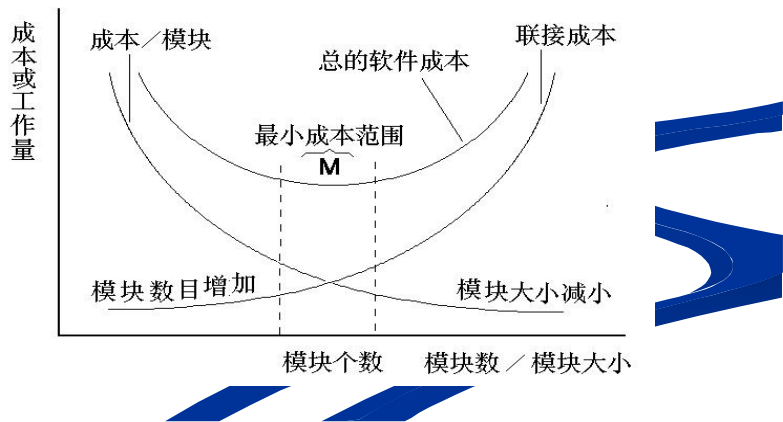 成本或工作量
成本／模块
总的软件成本
联接成本
最小成本范围
M
模块数目增加
模块大小减小
模块个数
模块数／模块大小